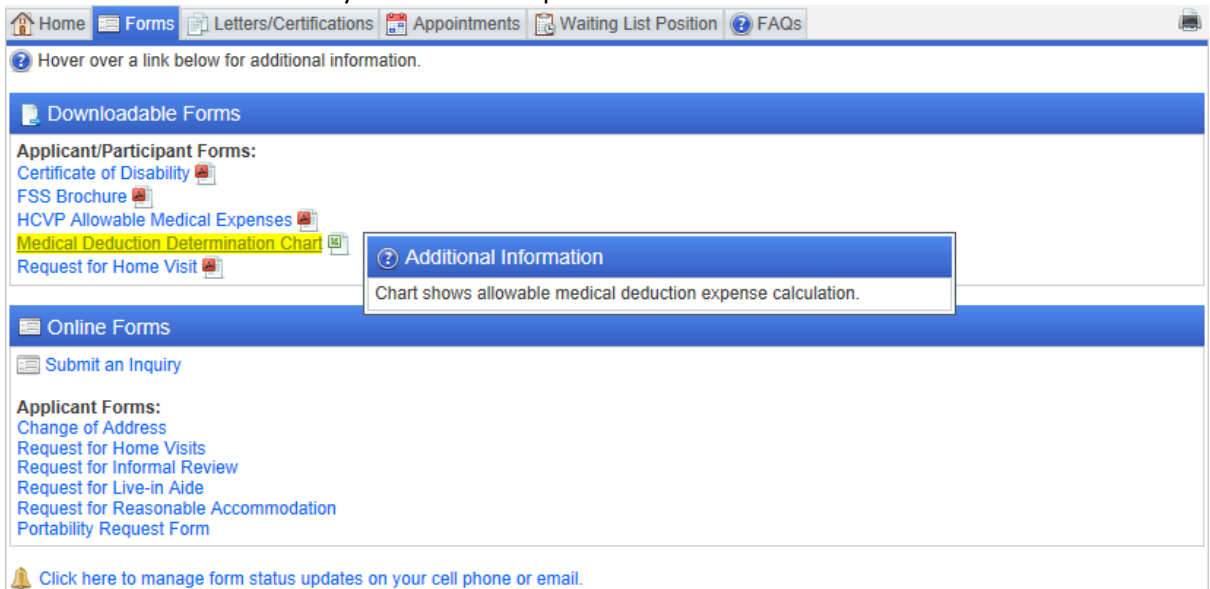 Home Forms Letters/Certifications Appointments Waiting List Position FAQs
Hover over a link below for additional information.
Downloadable Forms
Applicant/Participant Forms:
Certificate of Disability
FSS Brochure
HCVP Allowable Medical Expenses
Medical Deduction Determination Chart
Request for Home Visit
Additional Information
Chart shows allowable medical deduction expense calculation.
Online Forms
Submit an Inquiry
Applicant Forms:
Change of Address
Request for Home Visits
Request for Informal Review
Request for Live-in Aide
Request for Reasonable Accommodation
Portability Request Form
Click here to manage form status updates on your cell phone or email.